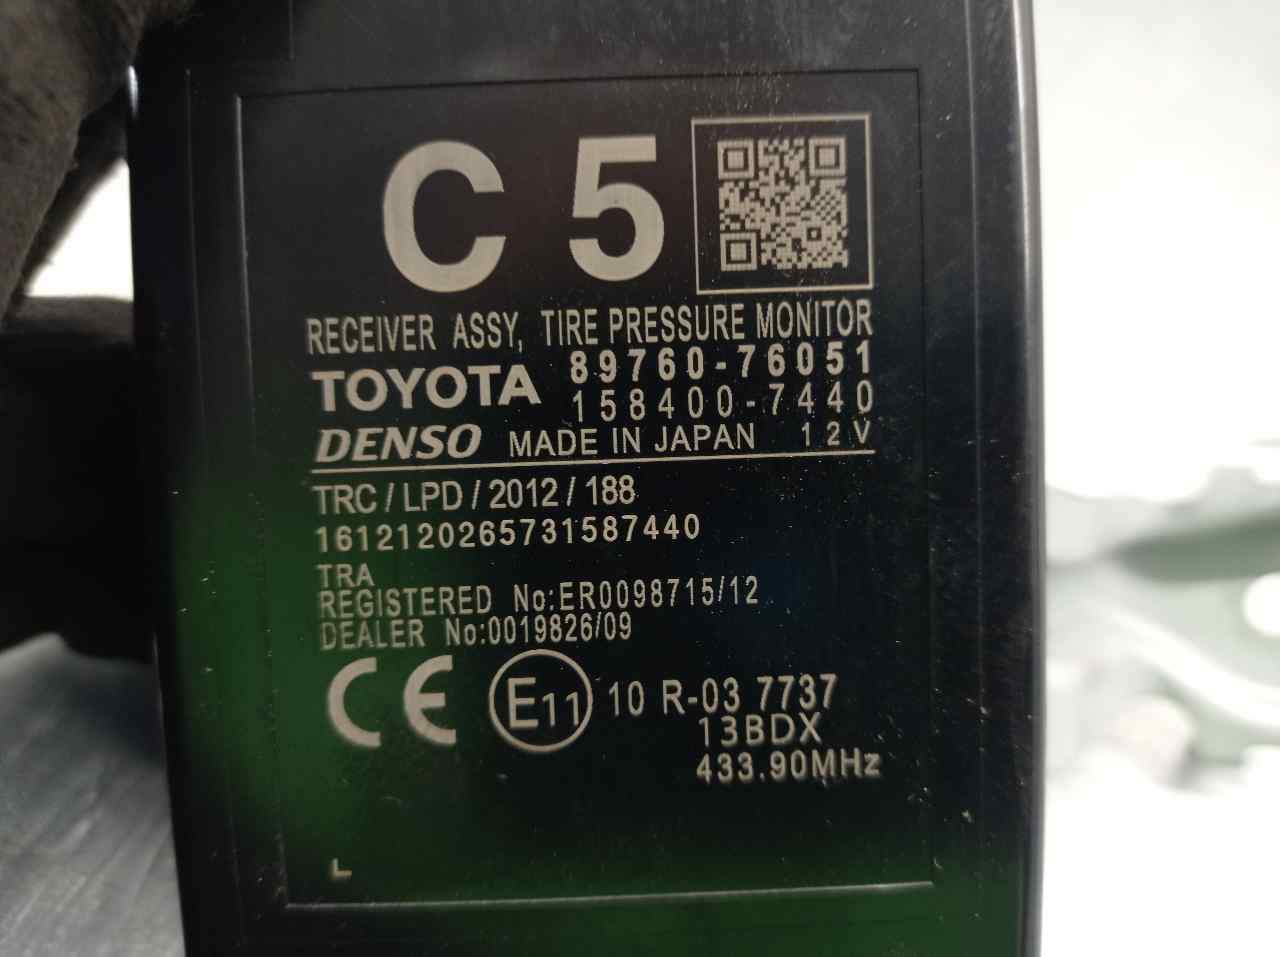 C 5
RECEIVER ASSY, TIRE PRESSURE MONITOR
TOYOTA 89760-76051
158400-7440
DENSO MADE IN JAPAN 12V
TRC/LPD/2012/188
1612120265731587440
TRA
REGISTERED No:ER0098715/12
DEALER No:0019826/09
CE E11 10 R-03 7737
13BDX
433.90MHz
L